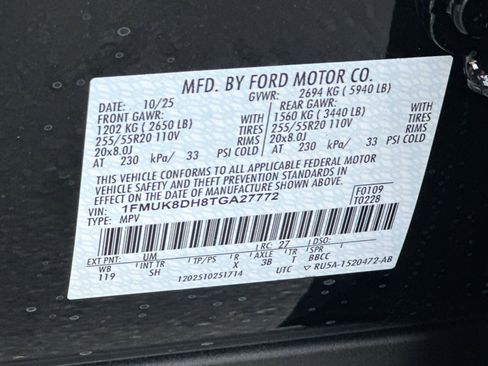 MFD. BY FORD MOTOR CO.
DATE: 10/25 GVWR: 2694 KG ( 5940 LB)
FRONT GAWR: REAR GAWR:
1202 KG ( 2650 LB) WITH 1560 KG ( 3440 LB) WITH
255/55R20 110V TIRES 255/55R20 110V TIRES
20x8.0J RIMS 20x8.0J RIMS
AT 230 kPa/ 33 PSI COLD AT 230 kPa/ 33 PSI COLD
THIS VEHICLE CONFORMS TO ALL APPLICABLE FEDERAL MOTOR
VEHICLE SAFETY AND THEFT PREVENTION STANDARDS IN EFFECT ON THE
DATE OF MANUFACTURE SHOWN ABOVE.
VIN: 1FMUK8DH8TGA27772 F0109
TYPE: MPV T0228
EXT PNT: UM RC: 27 DSO:
WB INT TR TP/PS R AXLE TR SPR
119 SH X 3B T BBCC
1202510251714 UTC ▽ RU5A-1520472-AB